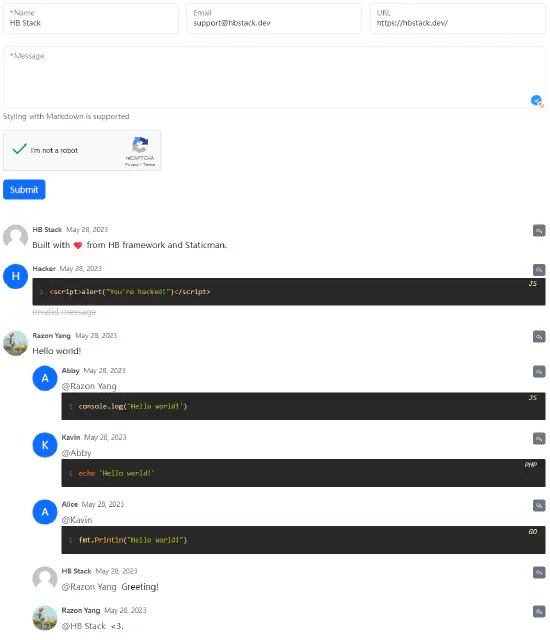 *Name
HB Stack
Email
support@hbstack.dev
URL
https://hbstack.dev/
*Message
Styling with Markdown is supported
I'm not a robot
reCAPTCHA
Privacy - Terms
Submit
HB Stack May 28, 2023
Built with ❤ from HB framework and Staticman.
H
Hacker May 28, 2023
JS
1 <script>alert("You're hacked!")</script>
Invalid message
Razon Yang May 28, 2023
Hello world!
A
Abby May 28, 2023
@Razon Yang
JS
1 console.log('Hello world!')
K
Kavin May 28, 2023
@Abby
PHP
1 echo 'Hello world!'
A
Alice May 28, 2023
@Kavin
GO
1 fmt.Println("Hello world!")
HB Stack May 28, 2023
@Razon Yang Greeting!
Razon Yang May 28, 2023
@HB Stack <3.